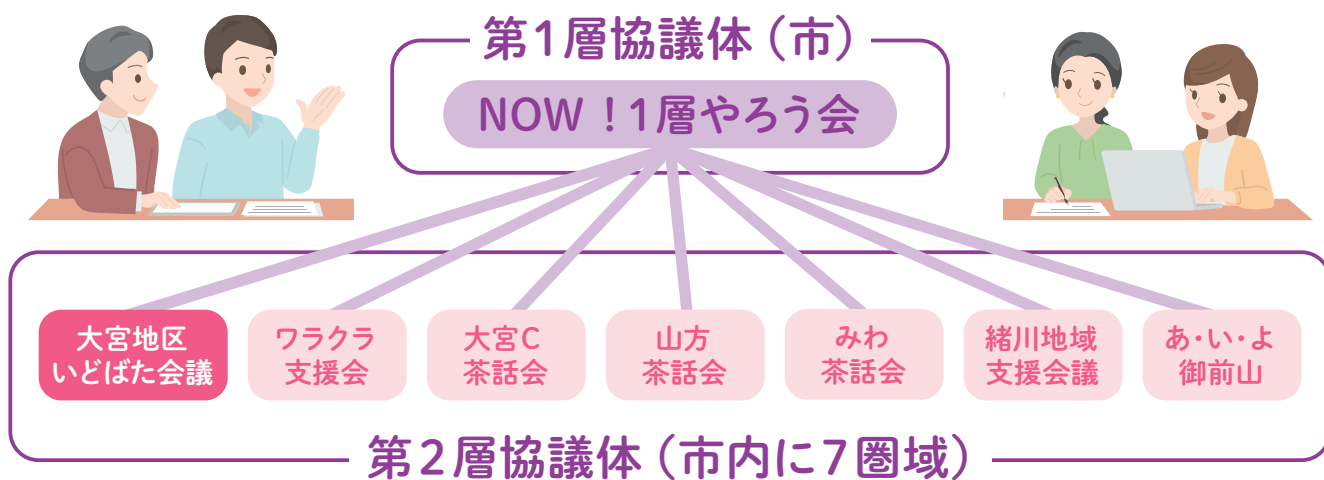 第1層協議体（市）
NOW！1層やろう会
大宮地区
いどばた会議
ワラクラ
支援会
大宮C
茶話会
山方
茶話会
みわ
茶話会
緒川地域
支援会議
あ・い・よ
御前山
第2層協議体（市内に7圏域）